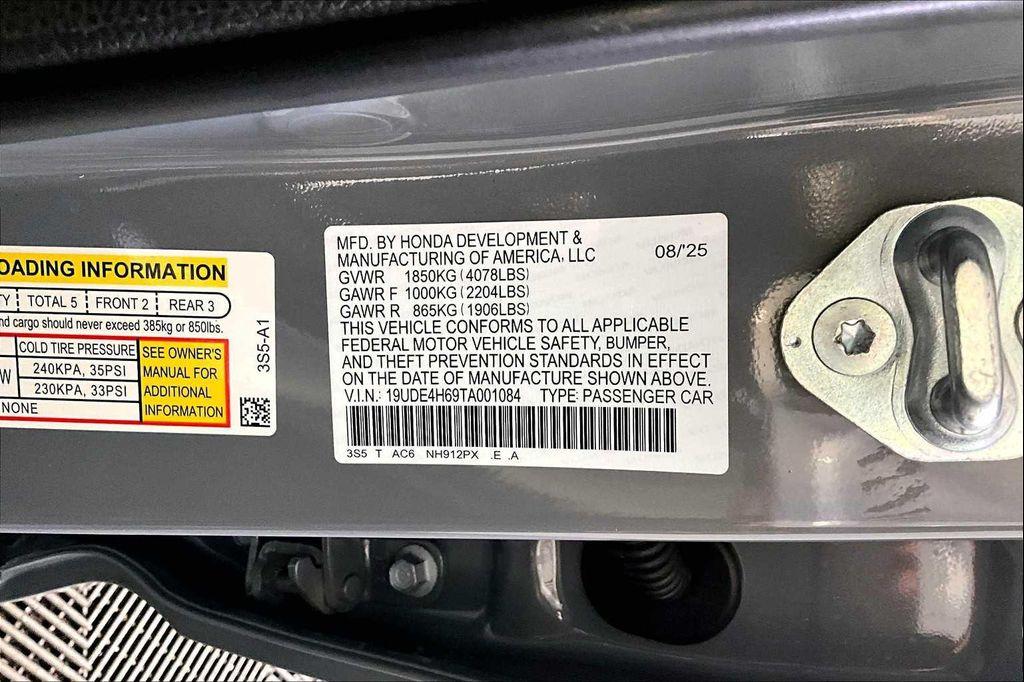 OADING INFORMATION
TY TOTAL 5 FRONT 2 REAR 3
nd cargo should never exceed 385kg or 850lbs.
COLD TIRE PRESSURE
W 240KPA, 35PSI
230KPA, 33PSI
NONE
SEE OWNER'S
MANUAL FOR
ADDITIONAL
INFORMATION
3S5-A1
MFD. BY HONDA DEVELOPMENT &
MANUFACTURING OF AMERICA, LLC 08/'25
GVWR 1850KG (4078LBS)
GAWR F 1000KG (2204LBS)
GAWR R 865KG (1906LBS)
THIS VEHICLE CONFORMS TO ALL APPLICABLE
FEDERAL MOTOR VEHICLE SAFETY, BUMPER,
AND THEFT PREVENTION STANDARDS IN EFFECT
ON THE DATE OF MANUFACTURE SHOWN ABOVE.
V.I.N.: 19UDE4H69TA001084 TYPE: PASSENGER CAR
3S5 T AC6 NH912PX .E .A